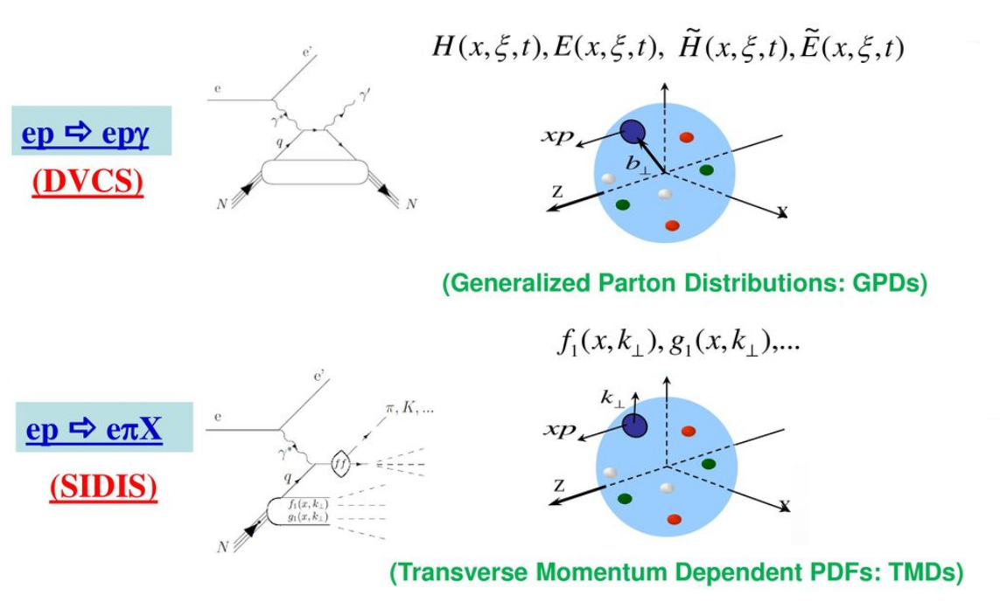 H(x,ξ,t), E(x,ξ,t), H̃(x,ξ,t), Ẽ(x,ξ,t)
e'
e
γ'
γ*
q
N
N
ep ⇨ epγ
(DVCS)
xp
b⊥
z
x
(Generalized Parton Distributions: GPDs)
f₁(x,k⊥), g₁(x,k⊥),...
e'
e
π, K, ...
γ*
ff
q
f₁(x, k⊥)
g₁(x, k⊥)
N
ep ⇨ eπX
(SIDIS)
k⊥
xp
z
x
(Transverse Momentum Dependent PDFs: TMDs)